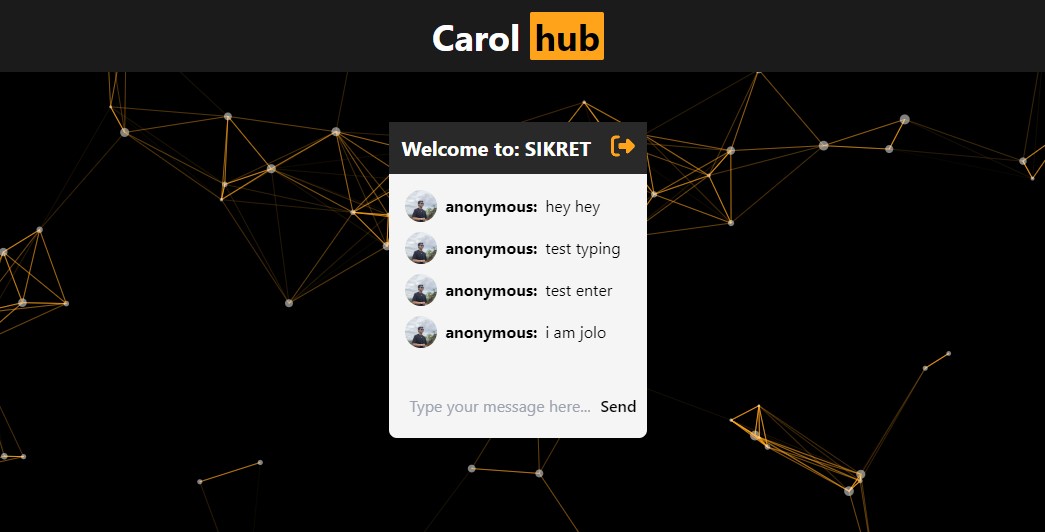 Carol hub
Welcome to: SIKRET
anonymous: hey hey
anonymous: test typing
anonymous: test enter
anonymous: i am jolo
Type your message here... Send